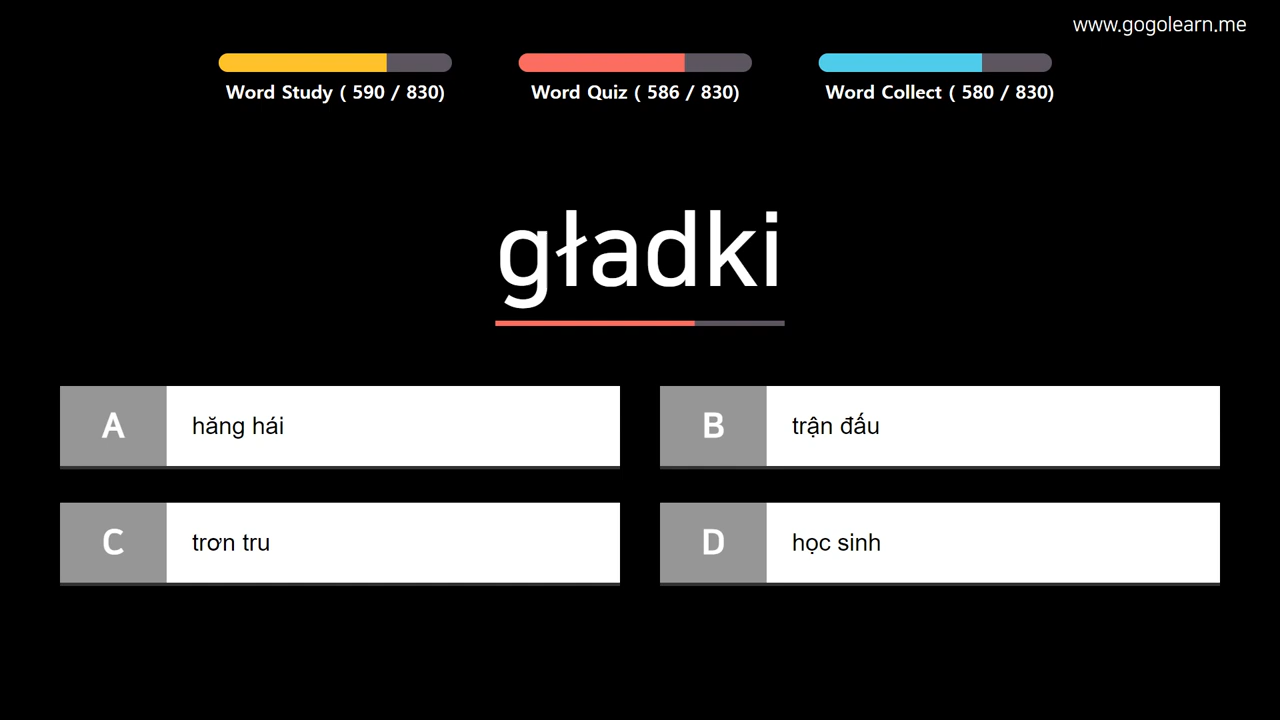 www.gogolearn.me
Word Study ( 590 / 830)
Word Quiz ( 586 / 830)
Word Collect ( 580 / 830)
gładki
A hăng hái
B trận đấu
C trơn tru
D học sinh